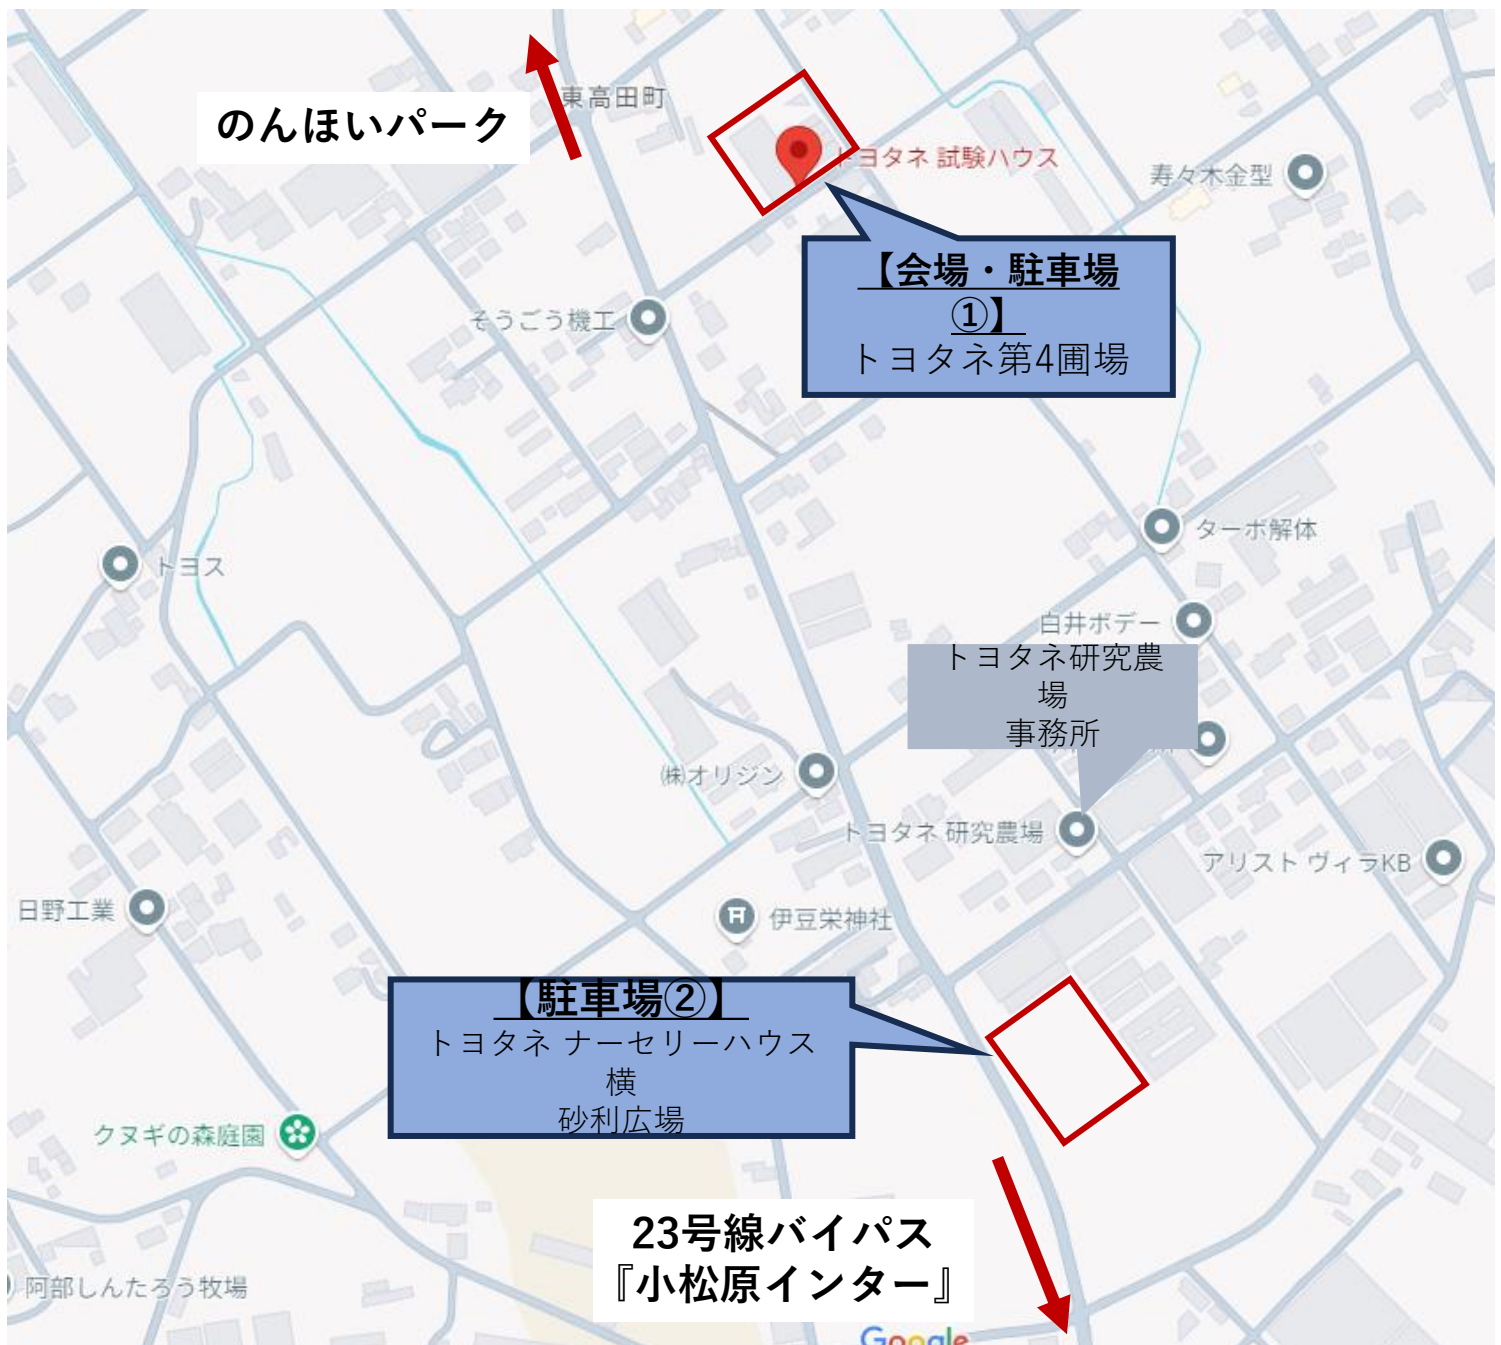 のんほいパーク
東高田町
トヨタネ 試験ハウス
寿々木金型
【会場・駐車場
①】
トヨタネ第4圃場
そうごう機工
ターボ解体
トヨス
白井ボデー
トヨタネ研究農
場
事務所
㈱オリジン
トヨタネ 研究農場
アリスト ヴィラKB
日野工業
伊豆栄神社
【駐車場②】
トヨタネ ナーセリーハウス
横
砂利広場
クヌギの森庭園
23号線バイパス
『小松原インター』
阿部しんたろう牧場
Google